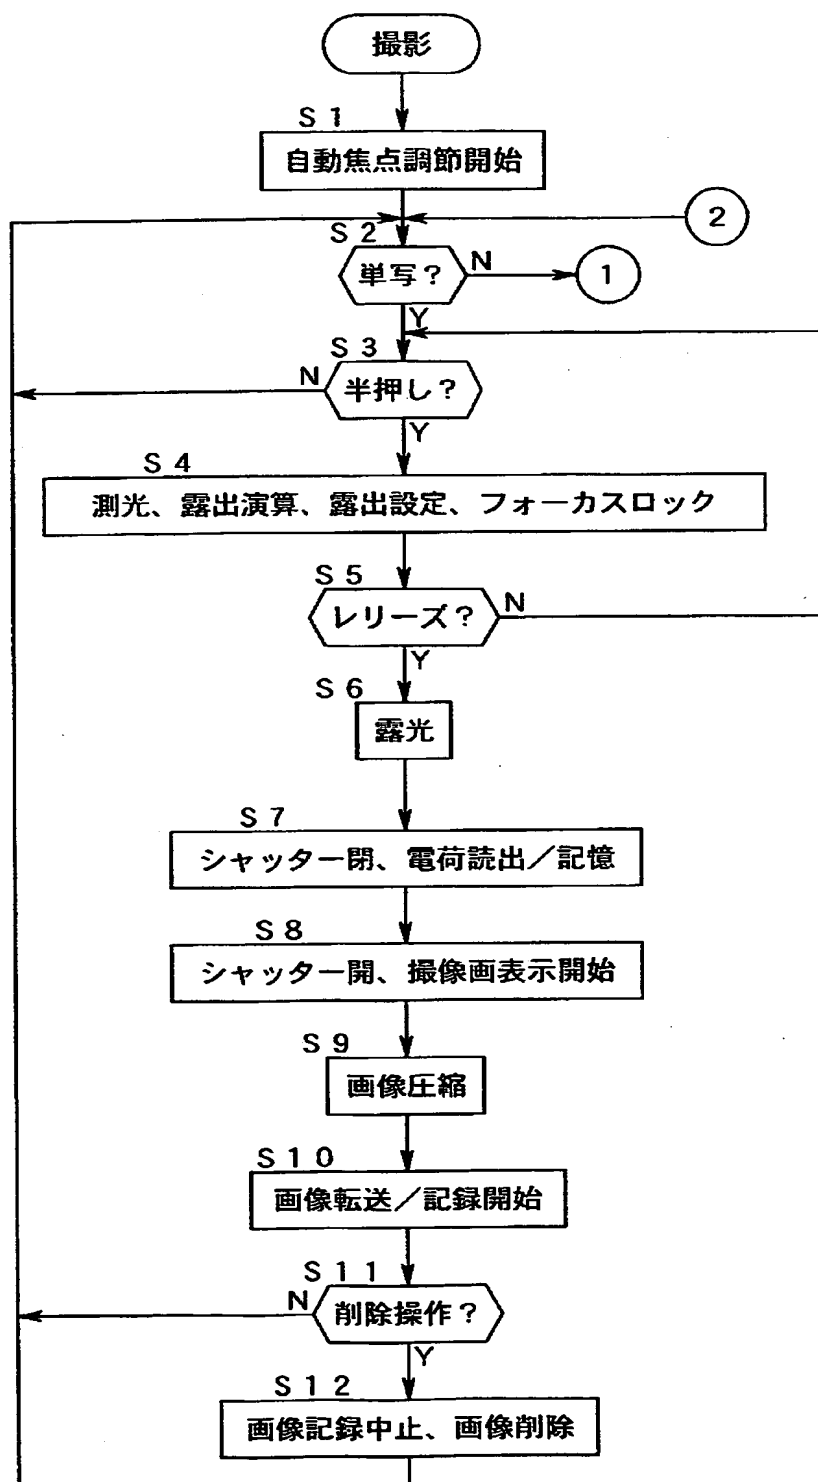 撮影
S1
自動焦点調節開始
2
S2
単写?
N
1
Y
S3
N
半押し?
Y
S4
測光、露出演算、露出設定、フォーカスロック
S5
レリーズ?
N
Y
S6
露光
S7
シャッター閉、電荷読出/記憶
S8
シャッター開、撮像画表示開始
S9
画像圧縮
S10
画像転送/記録開始
S11
N
削除操作?
Y
S12
画像記録中止、画像削除